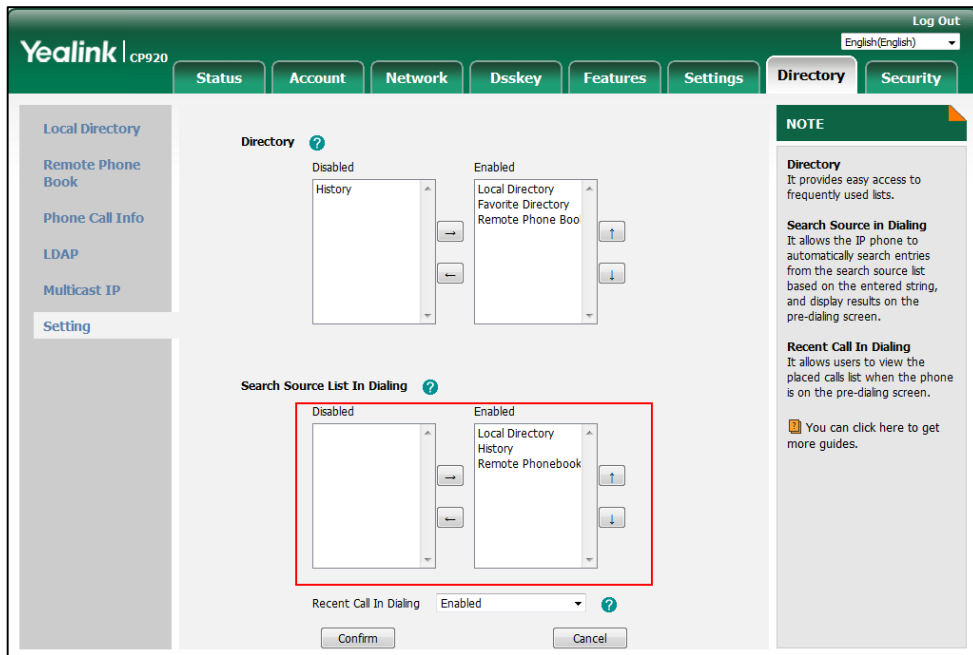 Log Out
Yealink CP920
English(English)
Status Account Network Dsskey Features Settings Directory Security
Local Directory
Remote Phone
Book
Phone Call Info
LDAP
Multicast IP
Setting
Directory ?
Disabled Enabled
History
Local Directory
Favorite Directory
Remote Phone Boo
→
←
↑
↓
Search Source List In Dialing ?
Disabled Enabled
Local Directory
History
Remote Phonebook
→
←
↑
↓
Recent Call In Dialing Enabled ?
Confirm Cancel
NOTE
Directory
It provides easy access to
frequently used lists.
Search Source in Dialing
It allows the IP phone to
automatically search entries
from the search source list
based on the entered string,
and display results on the
pre-dialing screen.
Recent Call In Dialing
It allows users to view the
placed calls list when the phone
is on the pre-dialing screen.
? You can click here to get
more guides.